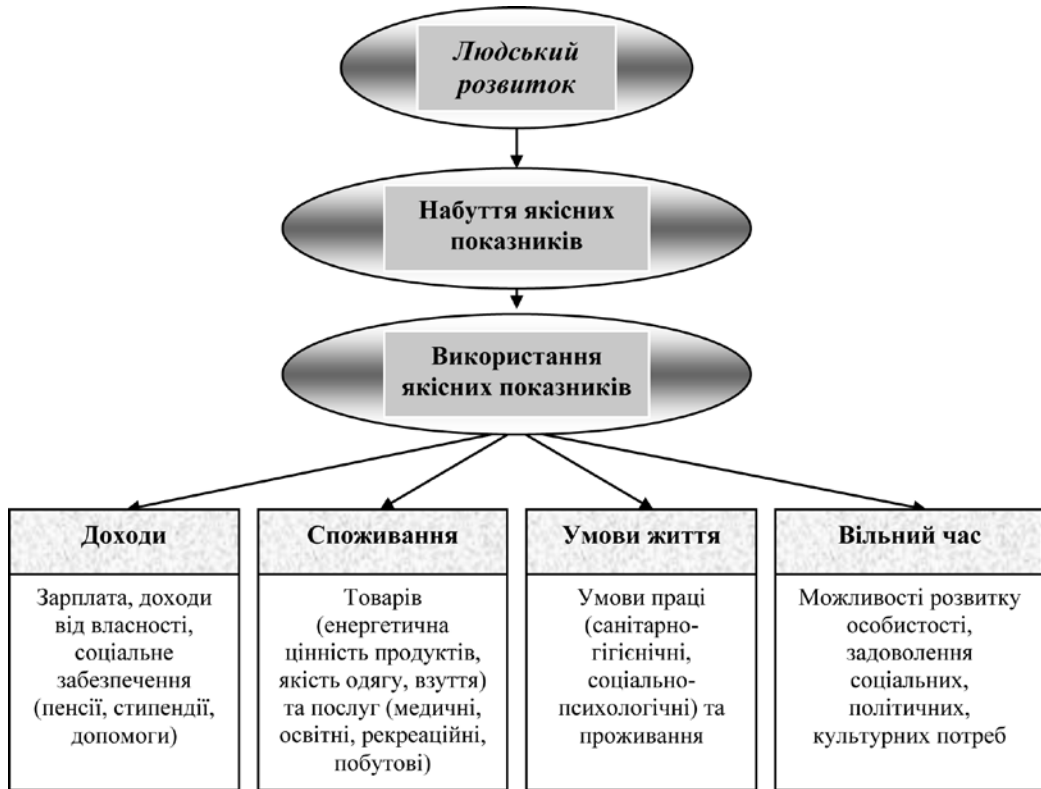 Людський
розвиток
Набуття якісних
показників
Використання
якісних показників
Доходи
Зарплата, доходи
від власності,
соціальне
забезпечення
(пенсії, стипендії,
допомоги)
Споживання
Товарів
(енергетична
цінність продуктів,
якість одягу, взуття)
та послуг (медичні,
освітні, рекреаційні,
побутові)
Умови життя
Умови праці
(санітарно-
гігієнічні,
соціально-
психологічні) та
проживання
Вільний час
Можливості розвитку
особистості,
задоволення
соціальних,
політичних,
культурних потреб